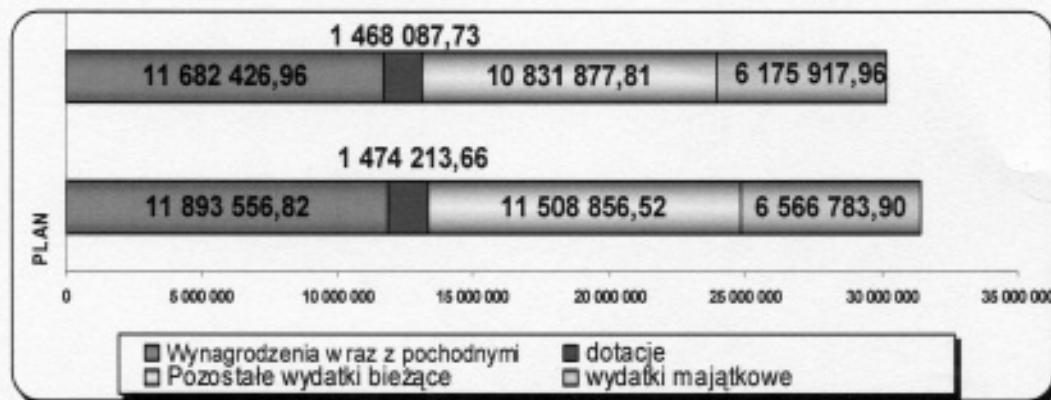 1 468 087,73
11 682 426,96 10 831 877,81 6 175 917,96
1 474 213,66
11 893 556,82 11 508 856,52 6 566 783,90
PLAN
0 5 000 000 10 000 000 15 000 000 20 000 000 25 000 000 30 000 000 35 000 000
Wynagrodzenia wraz z pochodnymi dotacje
Pozostałe wydatki bieżące wydatki majątkowe